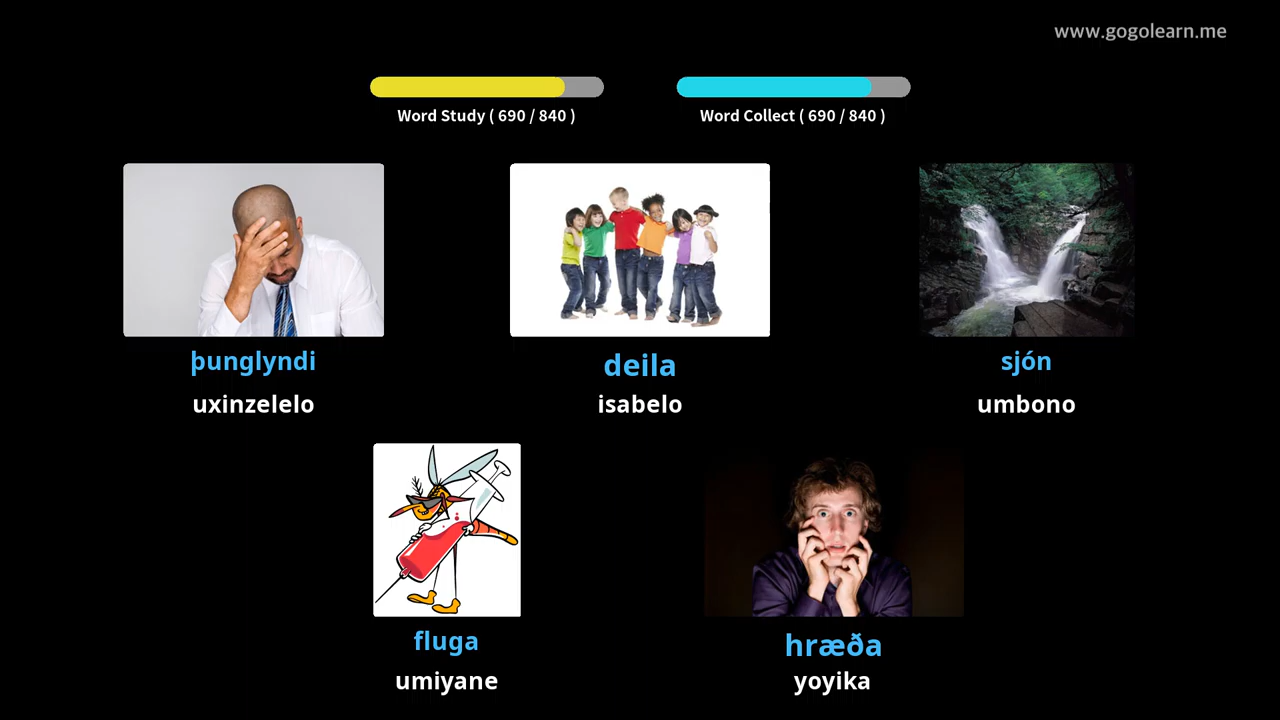 www.gogolearn.me
Word Study ( 690 / 840 )
Word Collect ( 690 / 840 )
þunglyndi
uxinzelelo
deila
isabelo
sjón
umbono
fluga
umiyane
hræða
yoyika